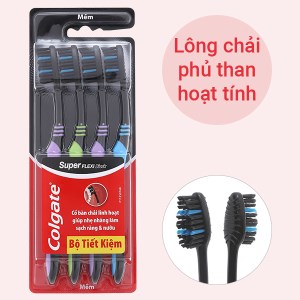 Mềm
Lông chải
phủ than
hoạt tính
Colgate
Super FLEXI Black
Cổ bàn chải linh hoạt
giúp nhẹ nhàng làm
sạch răng & nướu
Bộ Tiết Kiệm
Mềm